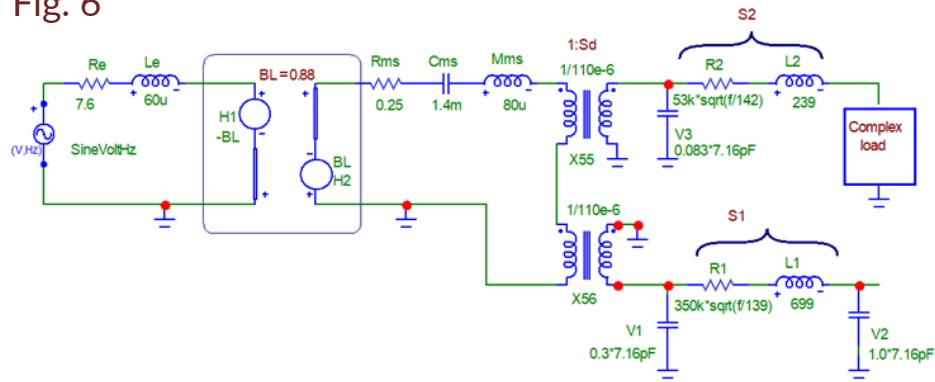 Fig. 6
S2
1:Sd
Re
Le
BL=0.88
Rms
Cms
Mms
1/110e-6
R2
L2
7.6
60u
0.25
1.4m
80u
53k*sqrt(f/142)
239
H1
-BL
V3
0.083*7.16pF
Complex
load
(V,Hz)
SineVoltHz
X55
BL
H2
1/110e-6
S1
R1
L1
X56
350k*sqrt(f/139)
699
V1
0.3*7.16pF
V2
1.0*7.16pF